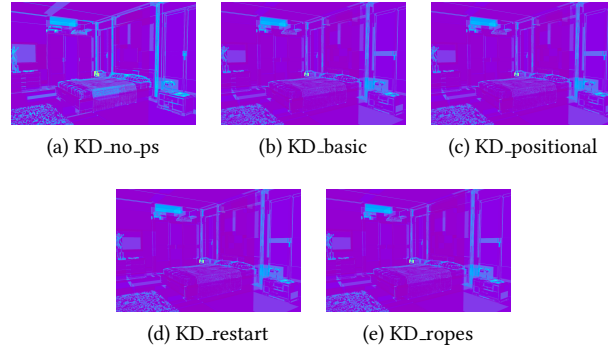 (a) KD_no_ps
(b) KD_basic
(c) KD_positional
(d) KD_restart
(e) KD_ropes